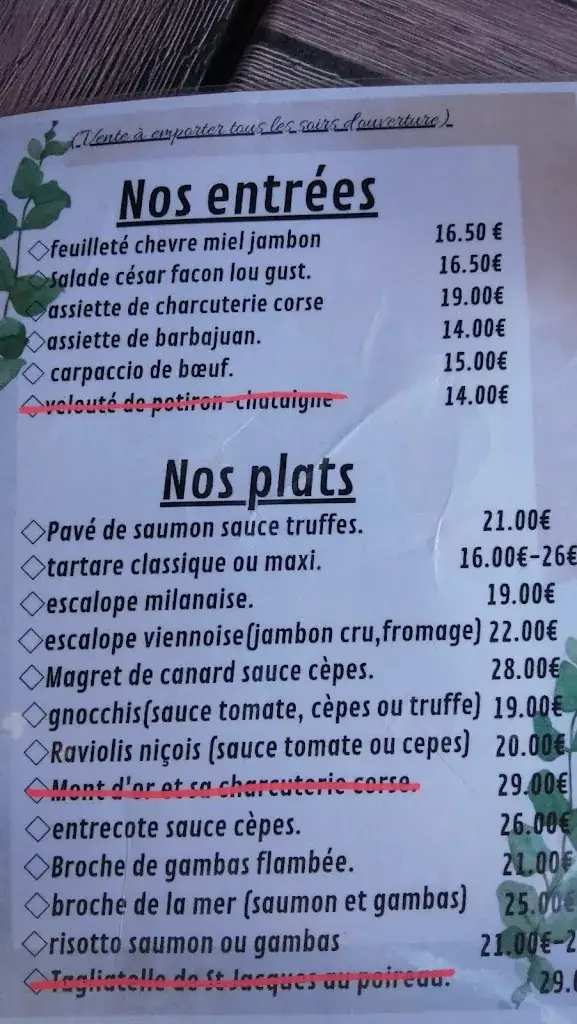 (Vente à emporter tous les soirs d'ouverture)
Nos entrées
feuilleté chevre miel jambon 16.50 €
Salade césar facon lou gust. 16.50€
assiette de charcuterie corse 19.00€
assiette de barbajuan. 14.00€
carpaccio de bœuf. 15.00€
velouté de potiron-chataigne 14.00€
Nos plats
Pavé de saumon sauce truffes. 21.00€
tartare classique ou maxi. 16.00€-26€
escalope milanaise. 19.00€
escalope viennoise(jambon cru,fromage) 22.00€
Magret de canard sauce cèpes. 28.00€
gnocchis(sauce tomate, cèpes ou truffe) 19.00€
Raviolis niçois (sauce tomate ou cepes) 20.00€
Mont d'or et sa charcuterie corse. 29.00€
entrecote sauce cèpes. 26.00€
Broche de gambas flambée. 21.00€
broche de la mer (saumon et gambas) 25.00€
risotto saumon ou gambas 21.00€-2
Tagliatelle de St Jacques au poireau. 29.